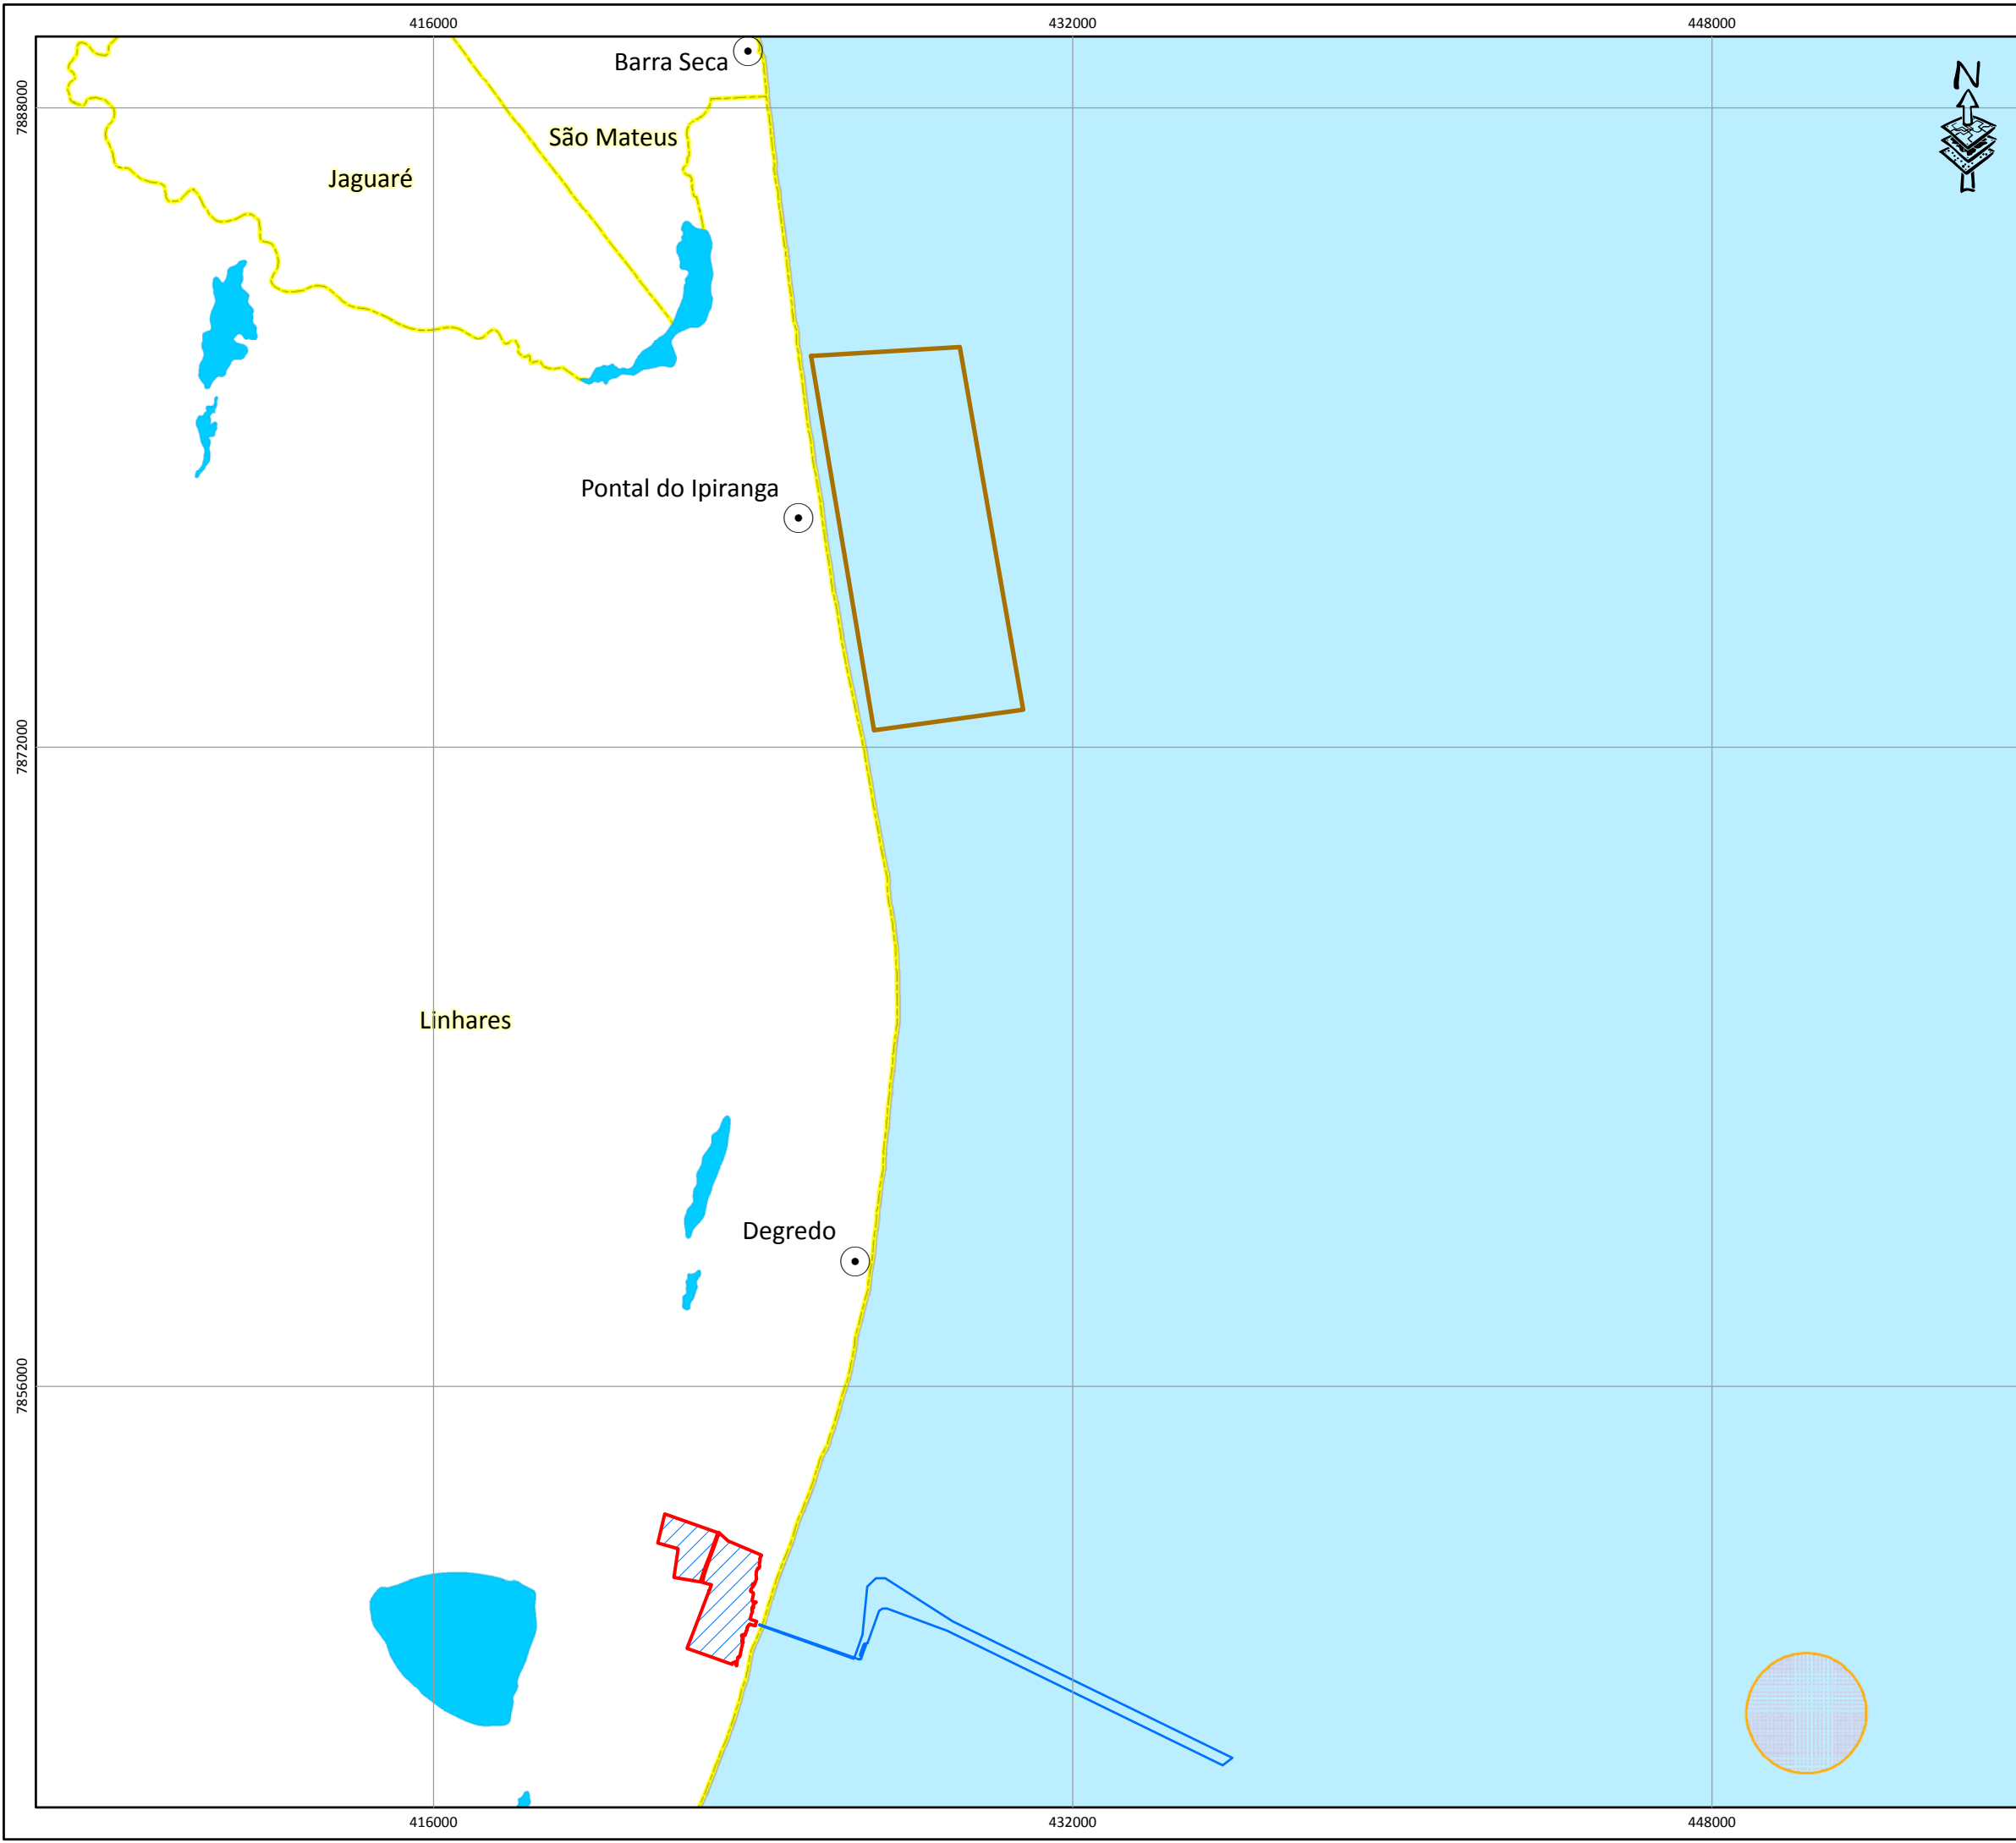 416000
432000
448000
Barra Seca
N
7888000
São Mateus
Jaguaré
Pontal do Ipiranga
7872000
Linhares
Degredo
7856000
416000
432000
448000